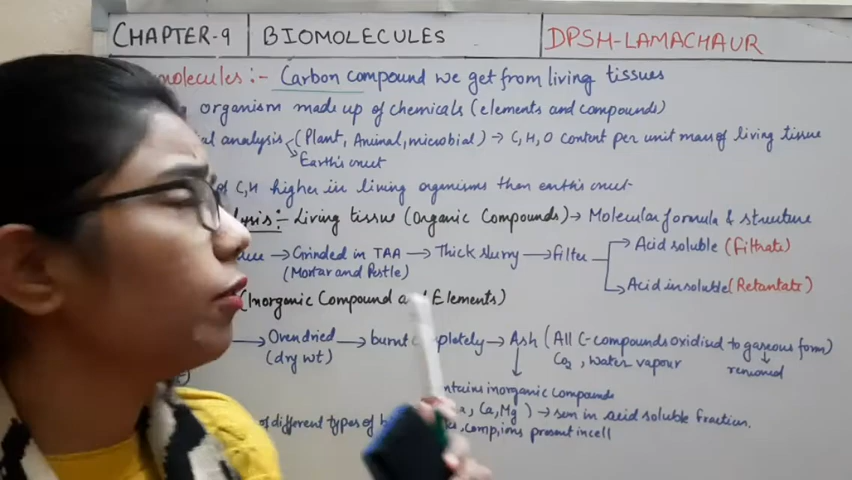 CHAPTER-9 BIOMOLECULES DPSH-LAMACHAUR
molecules :- Carbon compound we get from living tissues
organism made up of chemicals (elements and compounds)
analysis (Plant, Animal, microbial) → C, H, O content per unit mass of living tissue
Earth's crust
of C,H higher in living organisms than earth's crust
:- Living tissue (Organic Compounds) → Molecular formula & structure
→ Grinded in TAA → Thick slurry → Filter → Acid soluble (Filtrate)
(Mortar and Pestle)
→ Acid insoluble (Retantate)
(Inorganic Compound and Elements)
→ Oven dried → burnt completely → Ash (All C-compounds oxidised to gaseous form)
(dry wt) CO2, water vapour removed
inorganic compounds
Ca, Mg) → seen in acid soluble fraction.
of different types of comp, ions present in cell